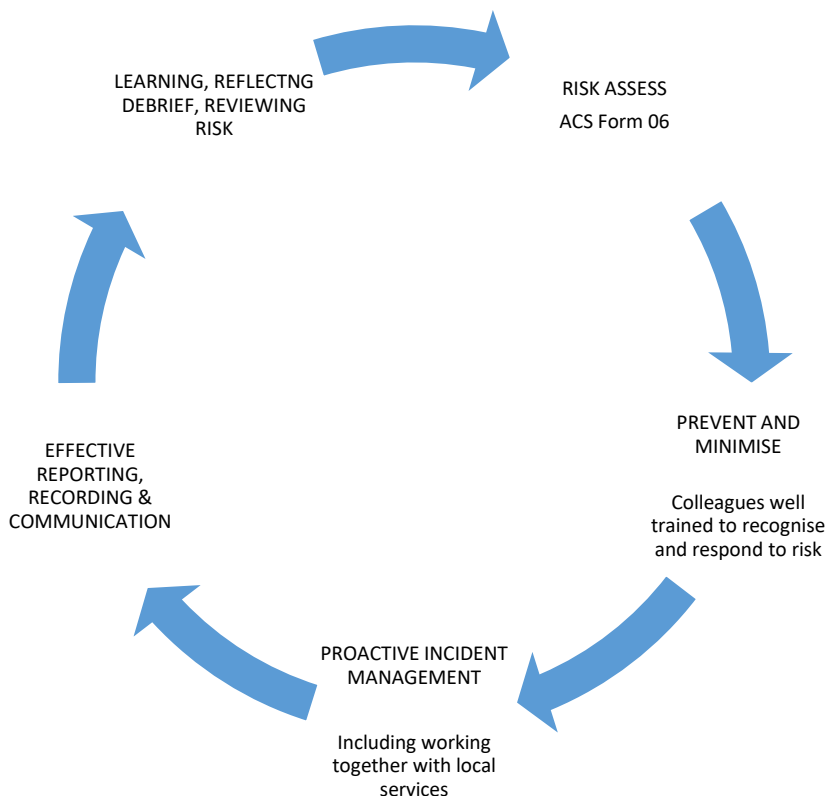 LEARNING, REFLECTNG
DEBRIEF, REVIEWING
RISK
RISK ASSESS
ACS Form 06
PREVENT AND
MINIMISE
Colleagues well
trained to recognise
and respond to risk
PROACTIVE INCIDENT
MANAGEMENT
Including working
together with local
services
EFFECTIVE
REPORTING,
RECORDING &
COMMUNICATION